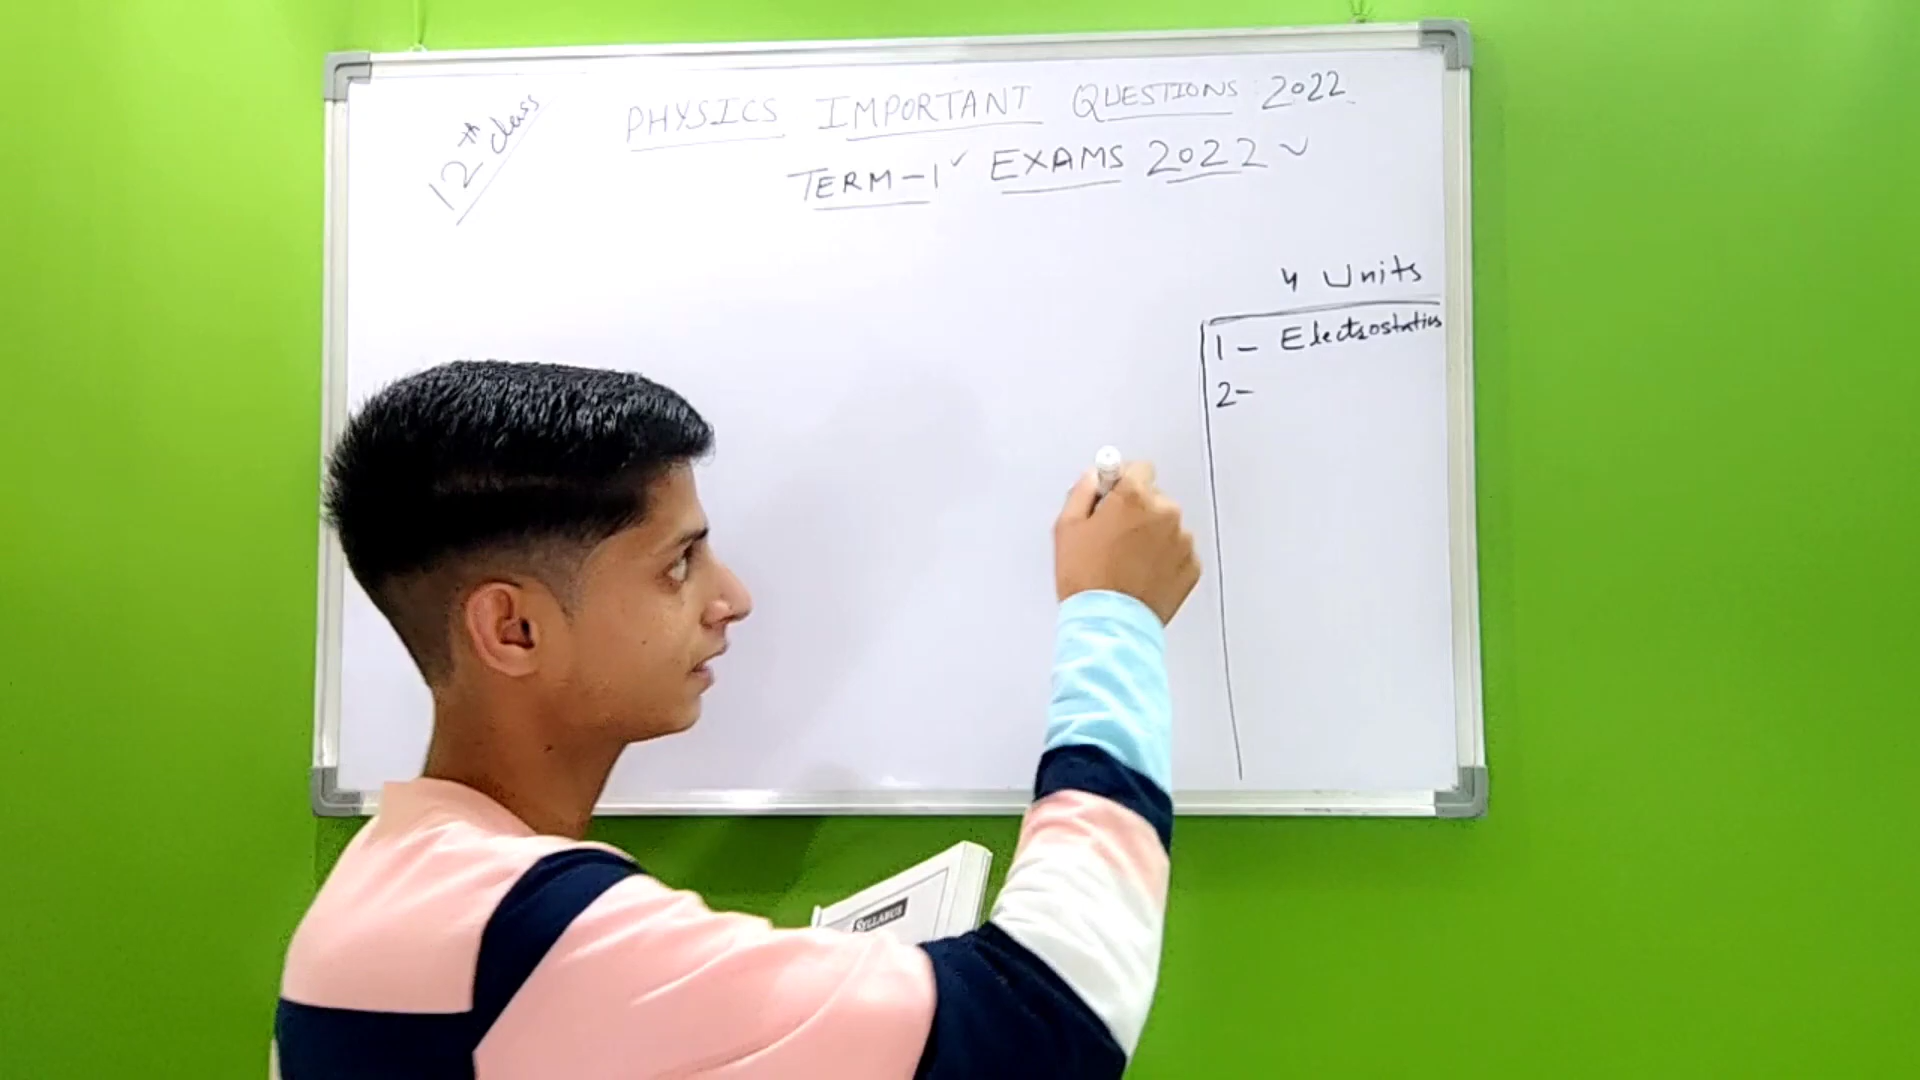 12th class
PHYSICS IMPORTANT QUESTIONS 2022
TERM-1 ✓ EXAMS 2022 ✓
4 Units
1 - Electrostatics
2-
SYLLABUS